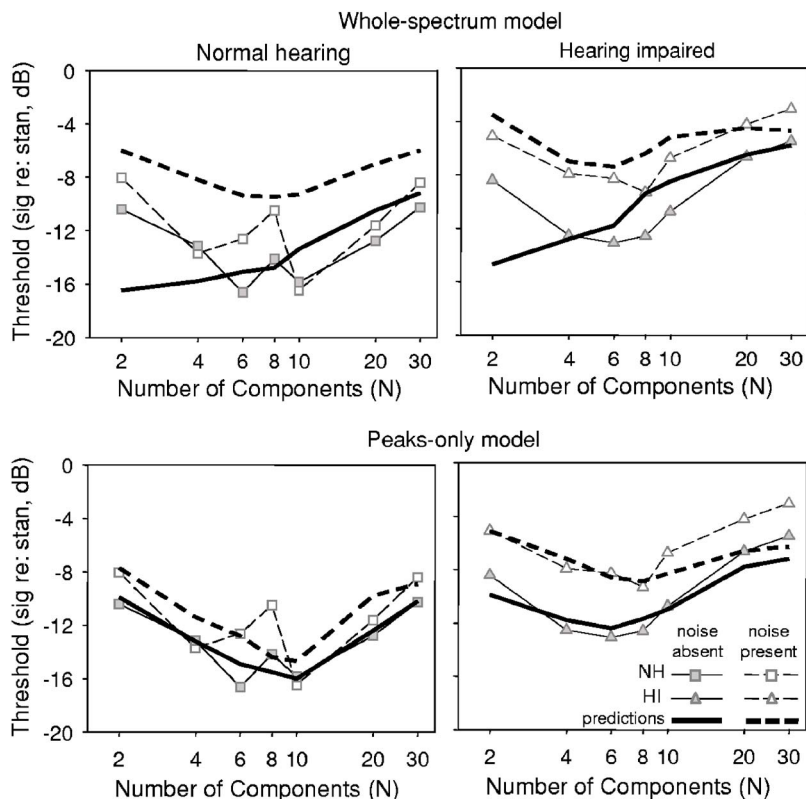 Whole-spectrum model
Normal hearing
Hearing impaired
Threshold (sig re: stan, dB)
0
-4
-8
-12
-16
-20
2 4 6 8 10 20 30
2 4 6 8 10 20 30
Number of Components (N)
Number of Components (N)
Peaks-only model
Threshold (sig re: stan, dB)
0
-4
-8
-12
-16
-20
noise absent
noise present
NH
HI
predictions
2 4 6 8 10 20 30
2 4 6 8 10 20 30
Number of Components (N)
Number of Components (N)